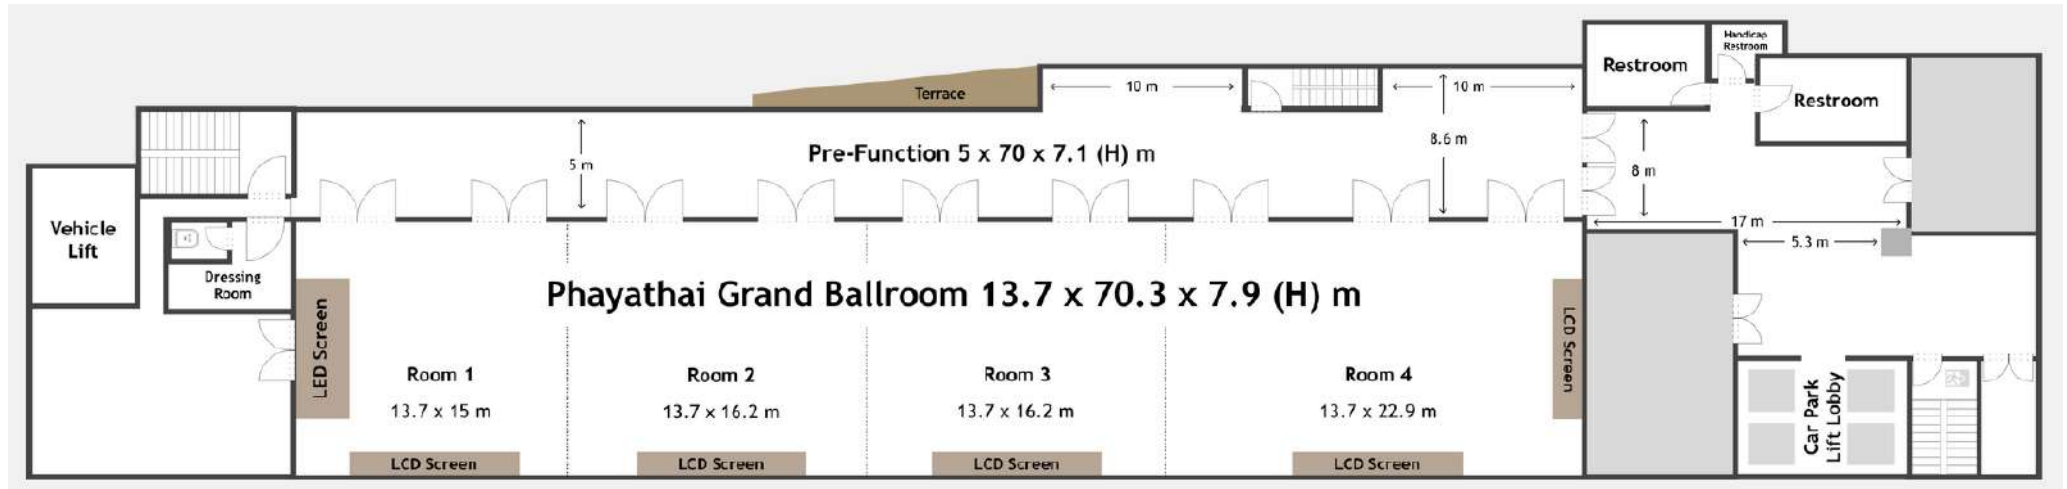 Restroom
Handicap
Restroom
Restroom
Terrace
10 m
10 m
8.6 m
5 m
Pre-Function 5 x 70 x 7.1 (H) m
8 m
17 m
5.3 m
Vehicle
Lift
Dressing
Room
Phayathai Grand Ballroom 13.7 x 70.3 x 7.9 (H) m
LED Screen
LCD Screen
Room 1
13.7 x 15 m
Room 2
13.7 x 16.2 m
Room 3
13.7 x 16.2 m
Room 4
13.7 x 22.9 m
LCD Screen
LCD Screen
LCD Screen
LCD Screen
Car Park
Lift Lobby